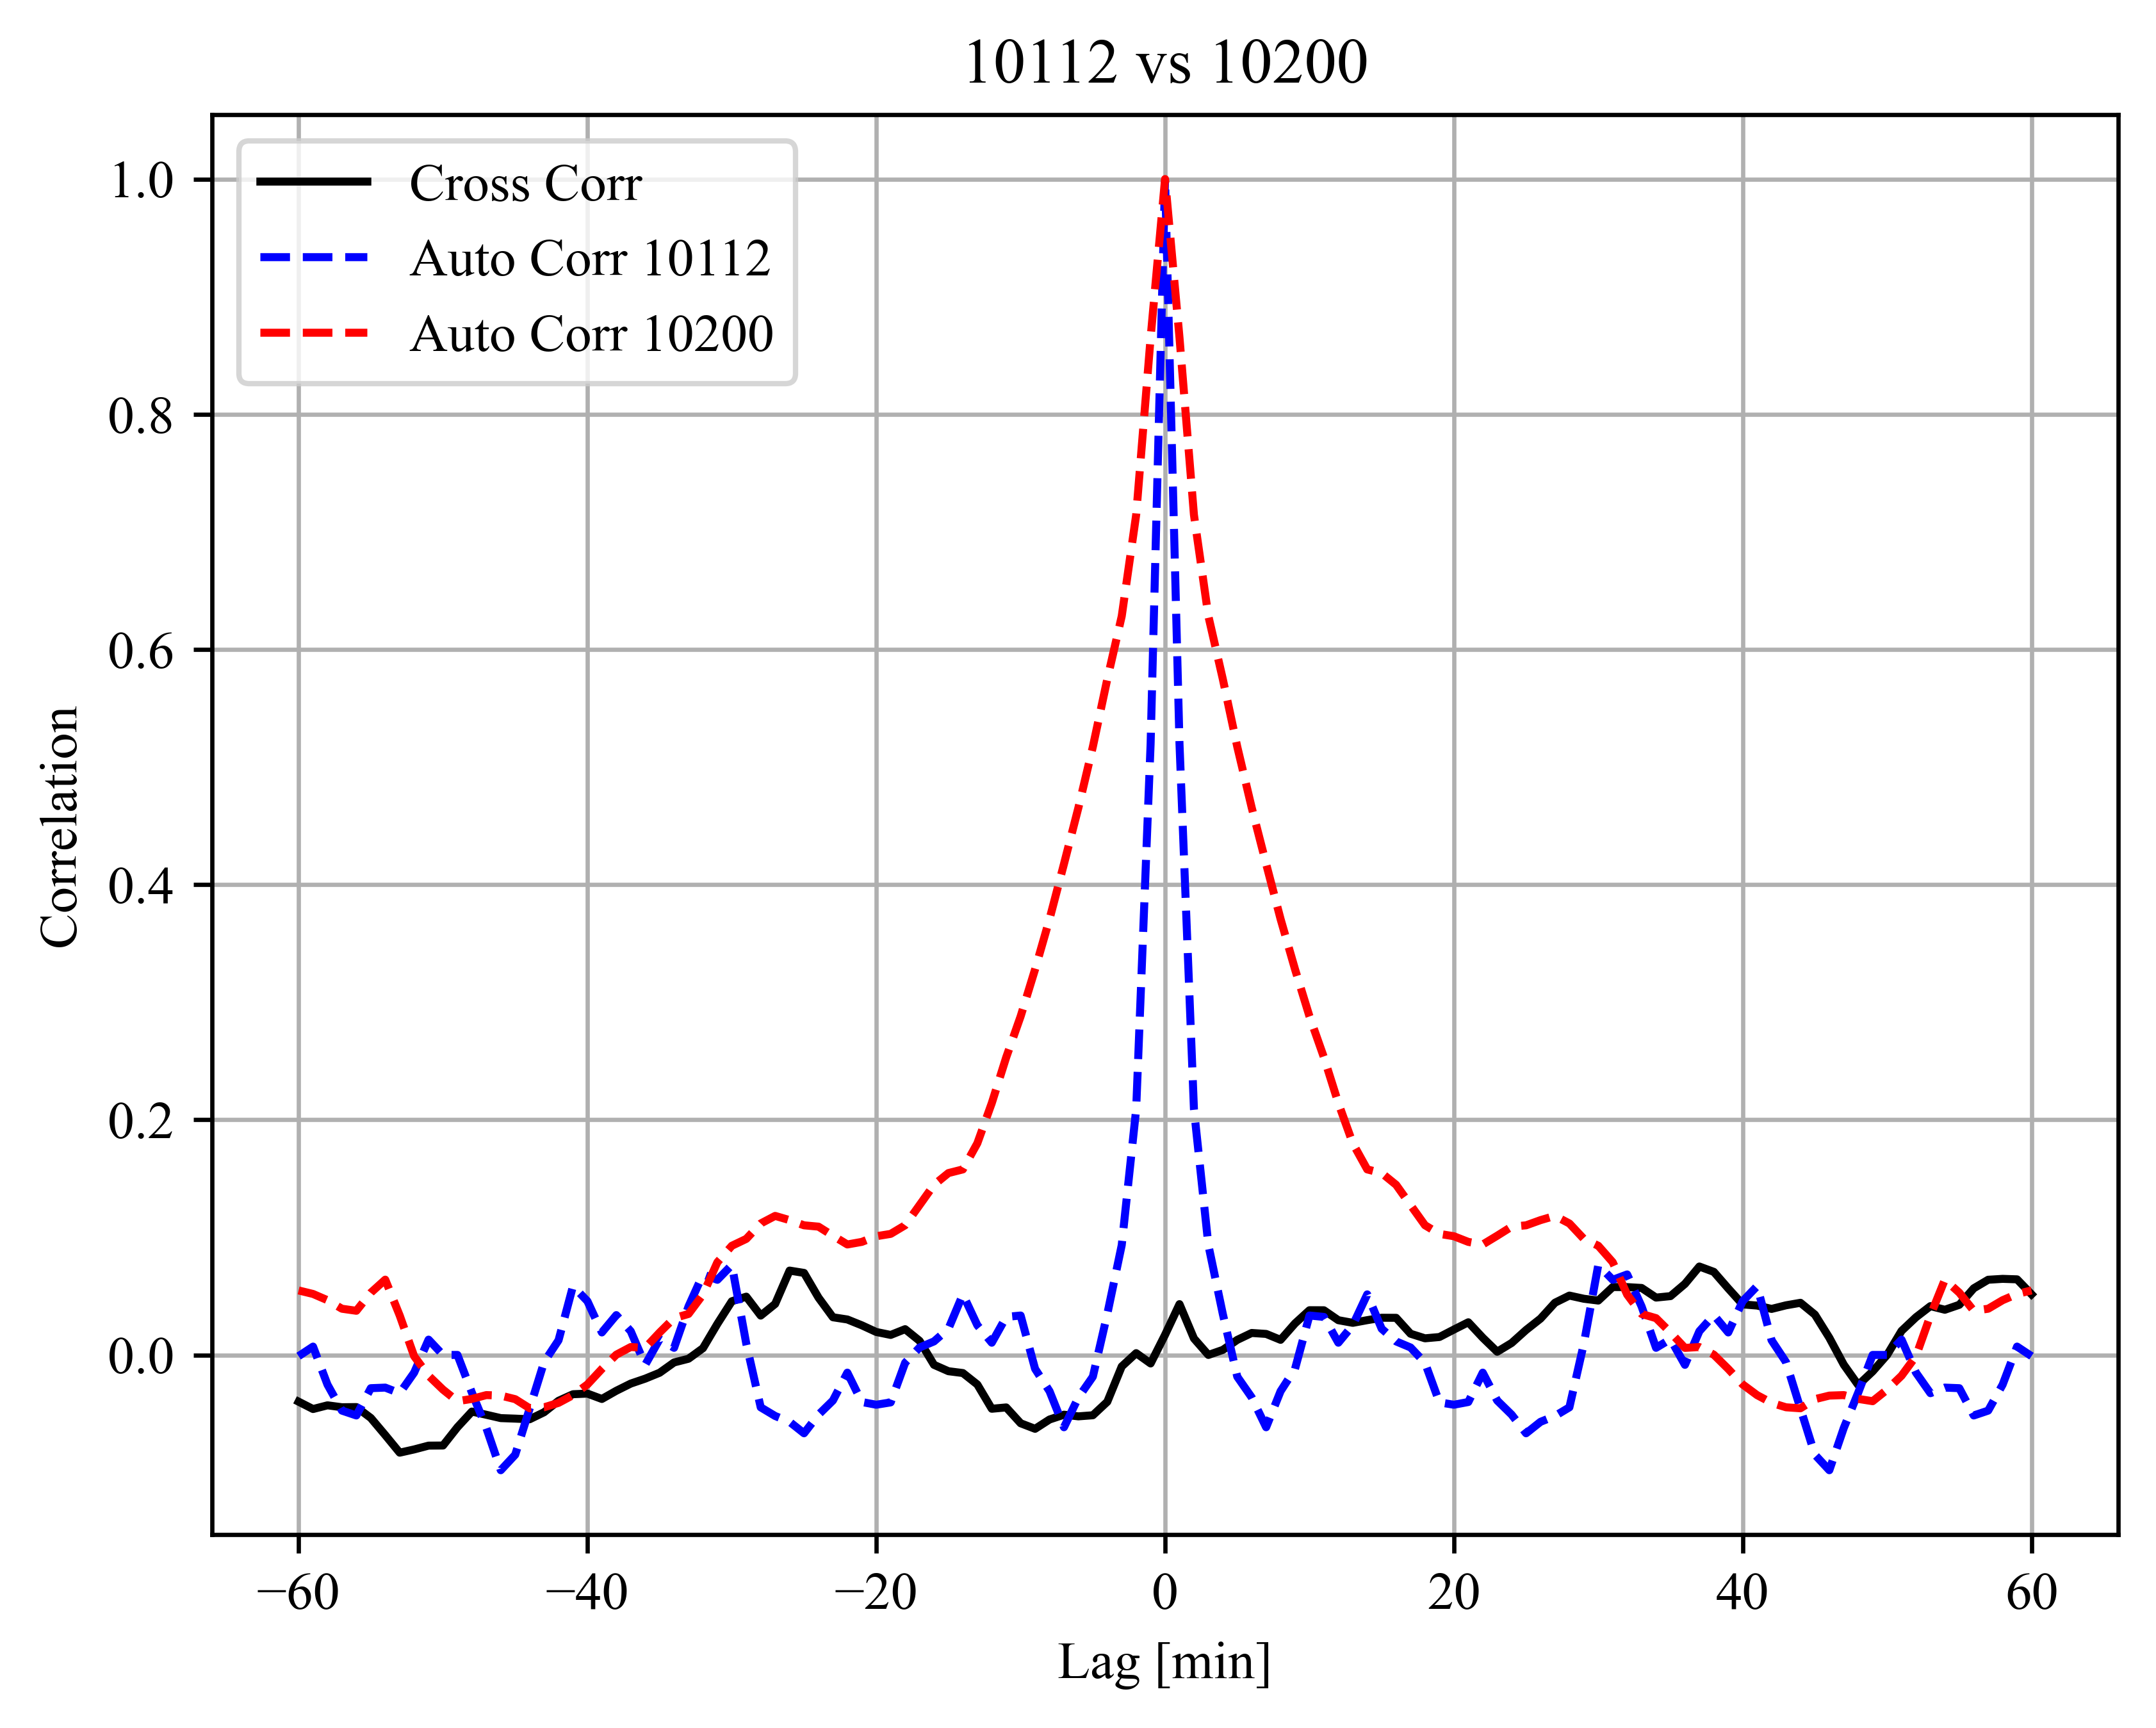 10112 vs 10200
Cross Corr
Auto Corr 10112
Auto Corr 10200
1.0
0.8
0.6
0.4
0.2
0.0
Correlation
−60 −40 −20 0 20 40 60
Lag [min]